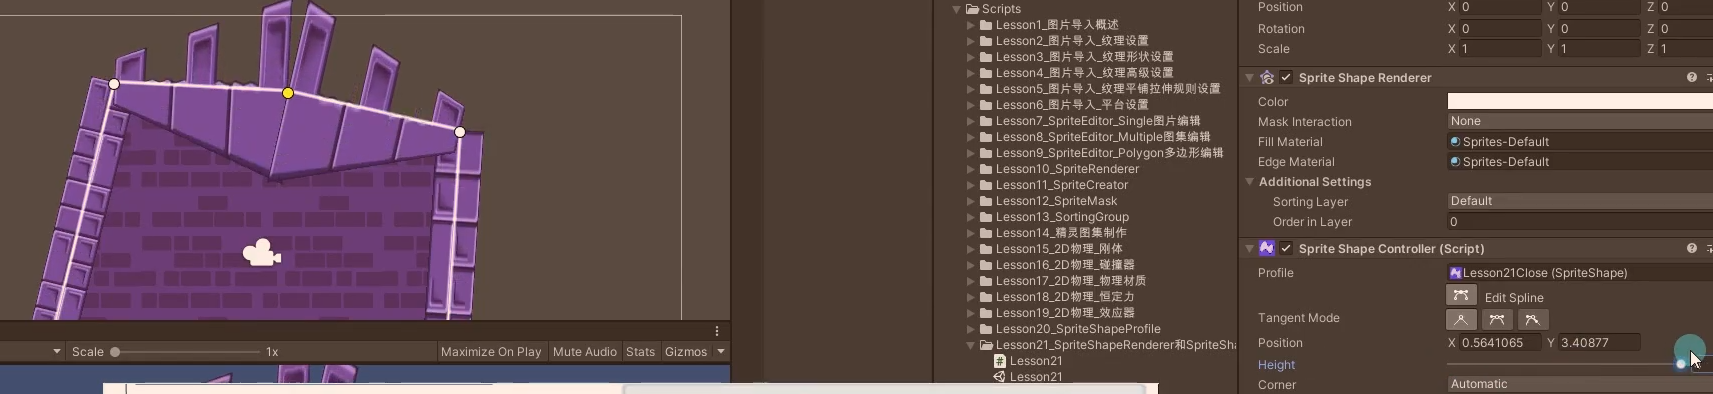 Scale 1x
Maximize On Play Mute Audio Stats Gizmos
Scripts
Lesson1_图片导入概述
Lesson2_图片导入_纹理设置
Lesson3_图片导入_纹理形状设置
Lesson4_图片导入_纹理高级设置
Lesson5_图片导入_纹理平铺拉伸规则设置
Lesson6_图片导入_平台设置
Lesson7_SpriteEditor_Single图片编辑
Lesson8_SpriteEditor_Multiple图集编辑
Lesson9_SpriteEditor_Polygon多边形编辑
Lesson10_SpriteRenderer
Lesson11_SpriteCreator
Lesson12_SpriteMask
Lesson13_SortingGroup
Lesson14_精灵图集制作
Lesson15_2D物理_刚体
Lesson16_2D物理_碰撞器
Lesson17_2D物理_物理材质
Lesson18_2D物理_恒定力
Lesson19_2D物理_效应器
Lesson20_SpriteShapeProfile
Lesson21_SpriteShapeRenderer和SpriteSha
Lesson21
Lesson21
Position X 0 Y 0 Z 0
Rotation X 0 Y 0 Z 0
Scale X 1 Y 1 Z 1
Sprite Shape Renderer
Color
Mask Interaction None
Fill Material Sprites-Default
Edge Material Sprites-Default
Additional Settings
Sorting Layer Default
Order in Layer 0
Sprite Shape Controller (Script)
Profile Lesson21Close (SpriteShape)
Edit Spline
Tangent Mode
Position X 0.5641065 Y 3.40877
Height
Corner Automatic